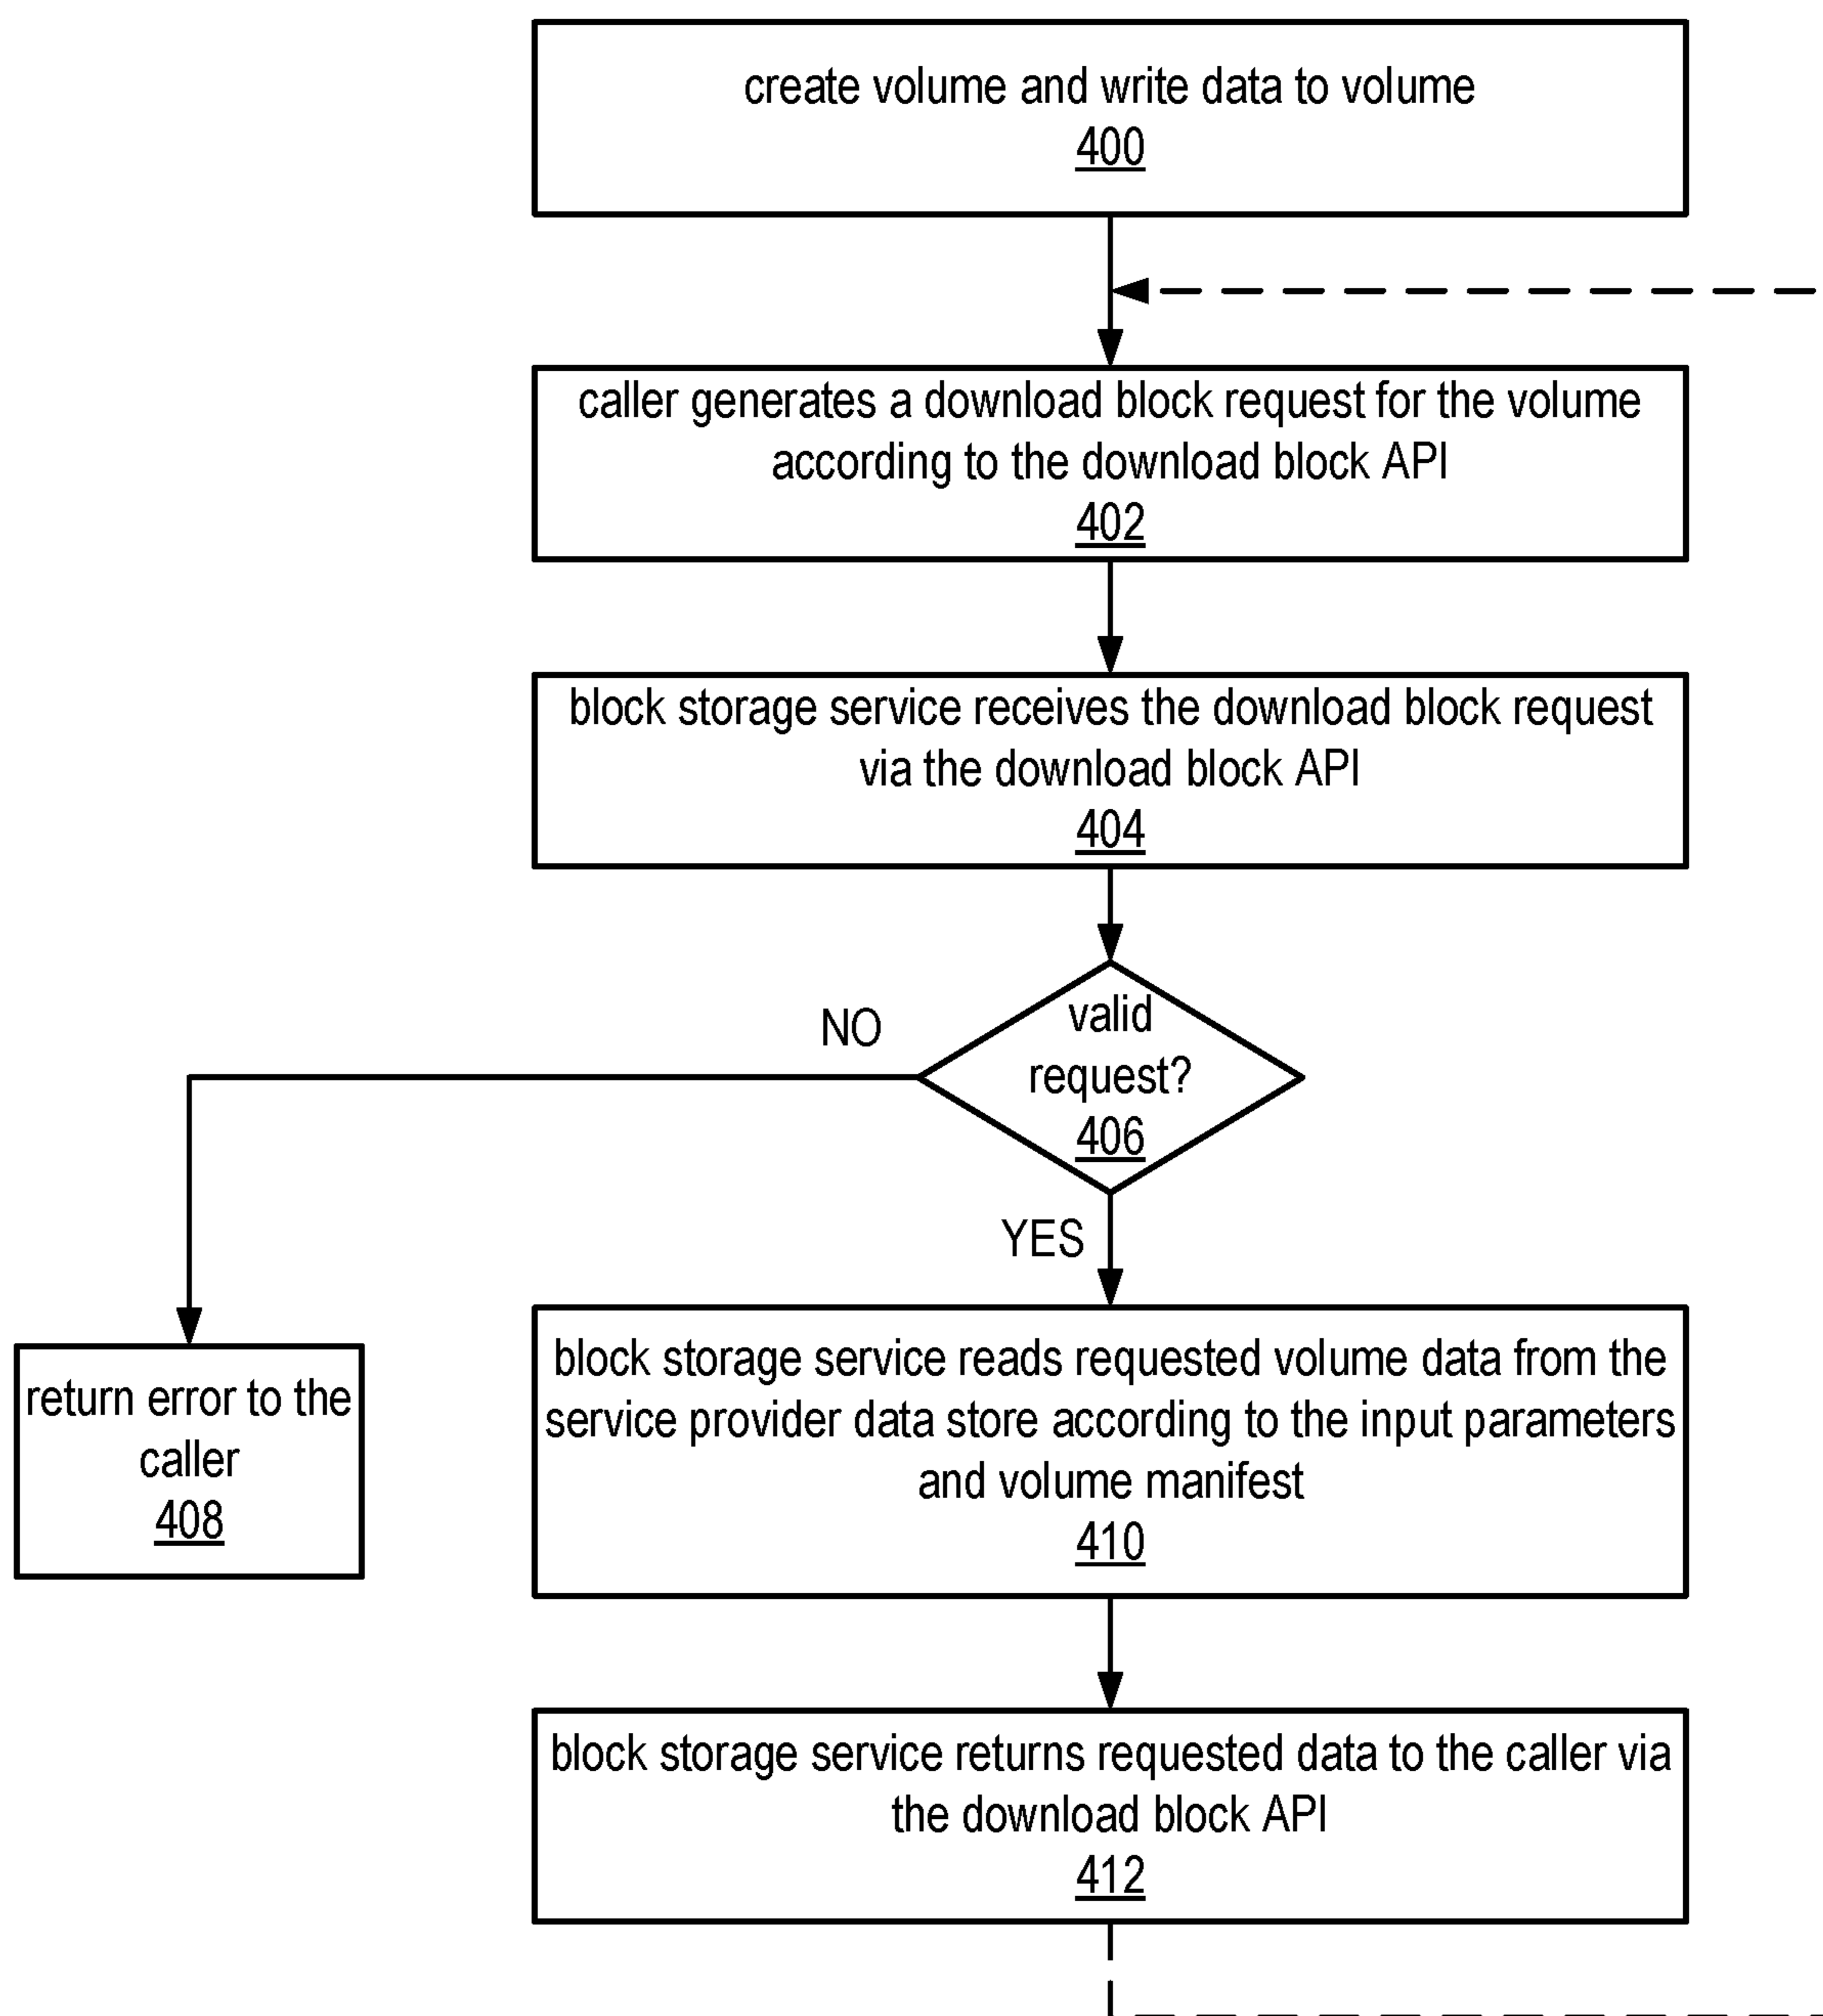 create volume and write data to volume
400
caller generates a download block request for the volume
according to the download block API
402
block storage service receives the download block request
via the download block API
404
valid
request?
406
NO
YES
return error to the
caller
408
block storage service reads requested volume data from the
service provider data store according to the input parameters
and volume manifest
410
block storage service returns requested data to the caller via
the download block API
412